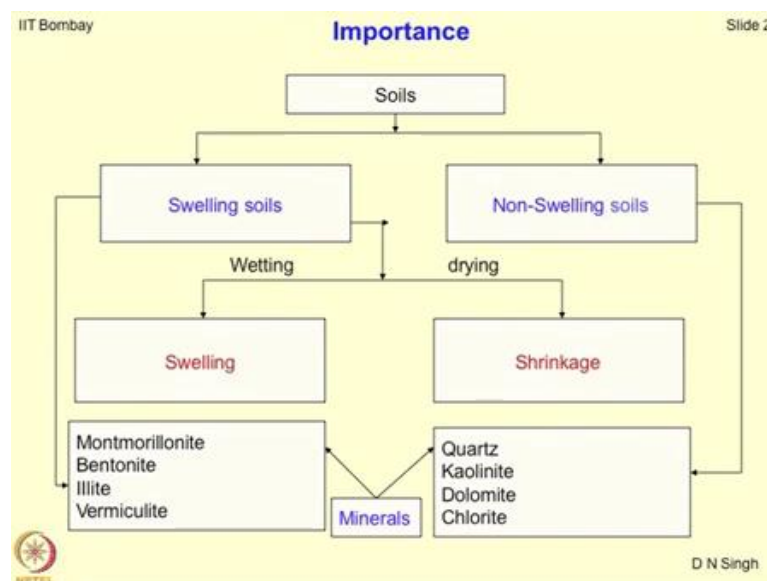 IIT Bombay
Importance
Slide 2
Soils
Swelling soils
Non-Swelling soils
Wetting
drying
Swelling
Shrinkage
Montmorillonite
Bentonite
Illite
Vermiculite
Quartz
Kaolinite
Dolomite
Chlorite
Minerals
D N Singh